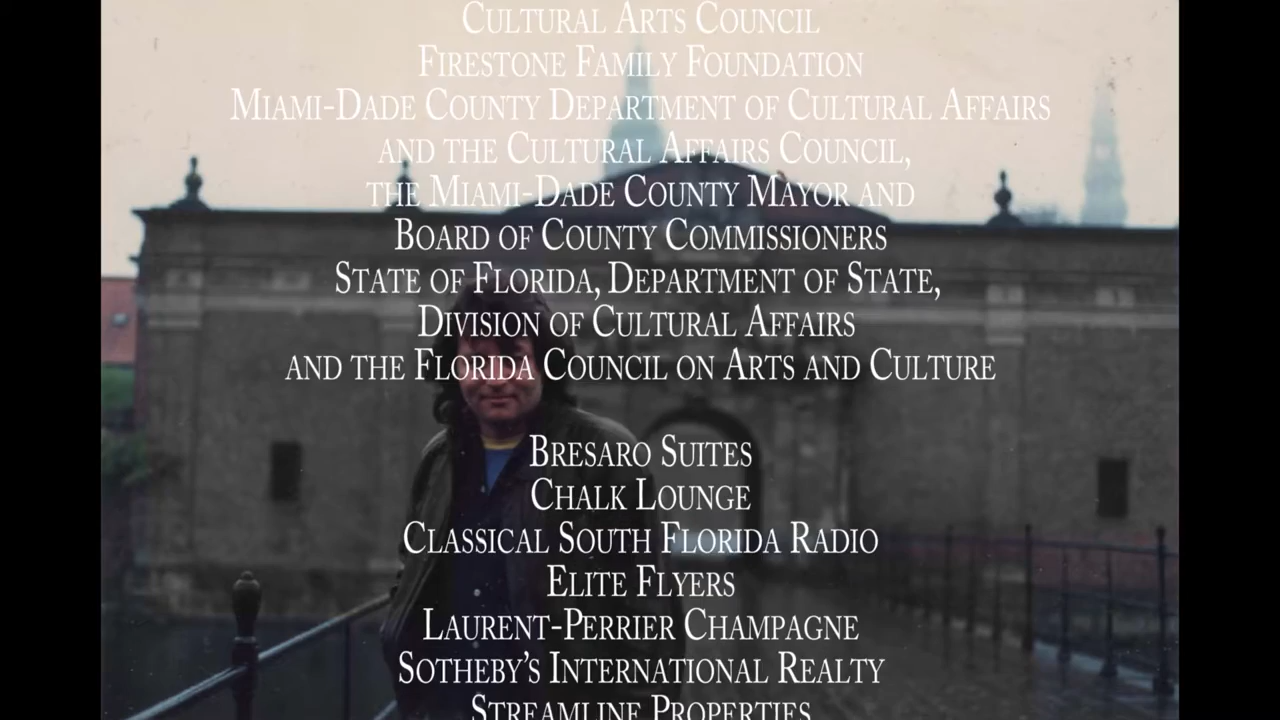 Cultural Arts Council
Firestone Family Foundation
Miami-Dade County Department of Cultural Affairs
and the Cultural Affairs Council,
the Miami-Dade County Mayor and
Board of County Commissioners
State of Florida, Department of State,
Division of Cultural Affairs
and the Florida Council on Arts and Culture
Bresaro Suites
Chalk Lounge
Classical South Florida Radio
Elite Flyers
Laurent-Perrier Champagne
Sotheby's International Realty
Streamline Properties